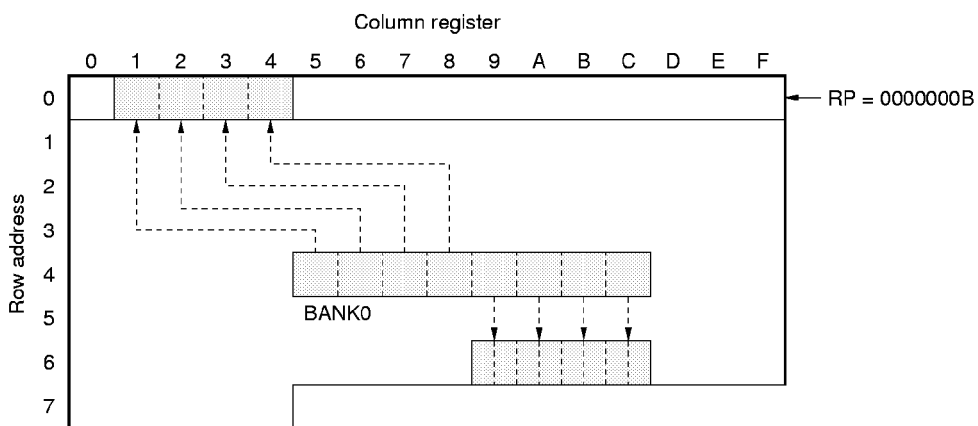 Column register
0 1 2 3 4 5 6 7 8 9 A B C D E F
0
RP = 0000000B
1
2
3
4
BANK0
5
6
7
Row address